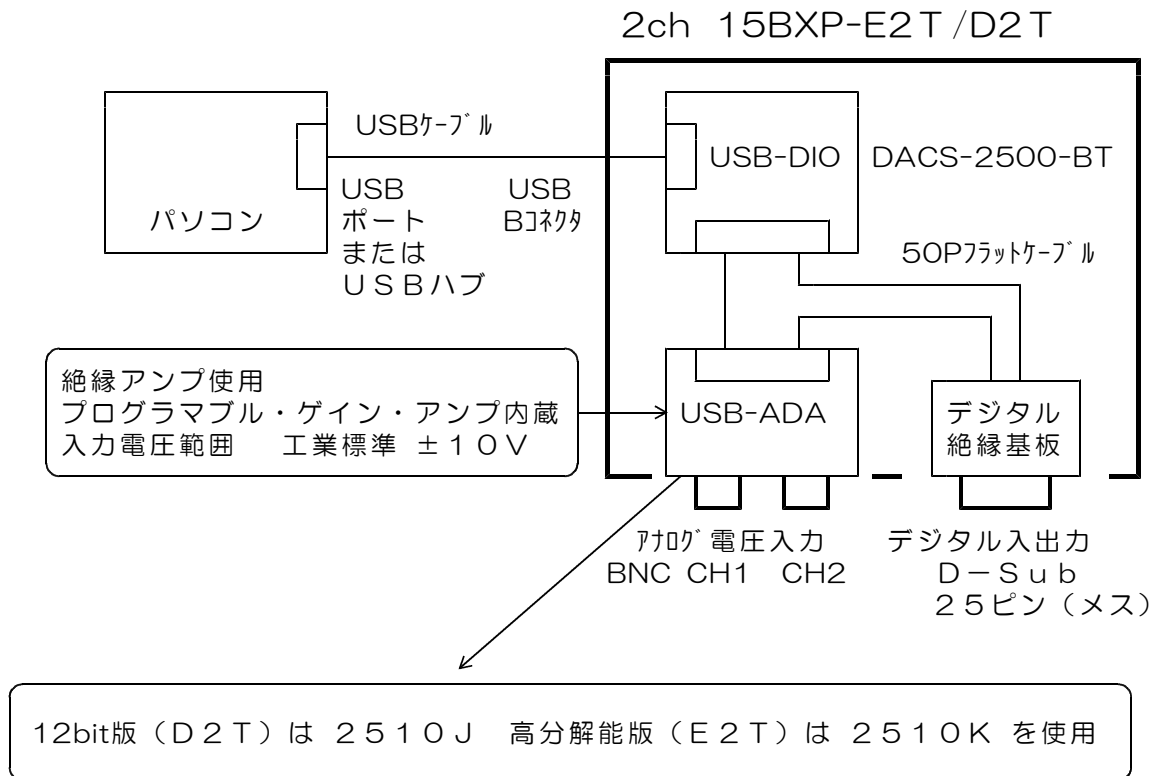 2ch 15BXP-E2T/D2T
USBｹｰﾌﾞﾙ
USB-DIO
DACS-2500-BT
パソコン
USB
ポート
または
ＵＳＢハブ
USB
Bｺﾈｸﾀ
50Pﾌﾗｯﾄｹｰﾌﾞﾙ
絶縁アンプ使用
プログラマブル・ゲイン・アンプ内蔵
入力電圧範囲　工業標準 ±１０Ｖ
USB-ADA
デジタル
絶縁基板
ｱﾅﾛｸﾞ電圧入力
BNC CH1 CH2
デジタル入出力
Ｄ－Ｓｕｂ
２５ピン（メス）
12bit版（Ｄ２Ｔ）は ２５１０Ｊ　高分解能版（Ｅ２Ｔ）は ２５１０Ｋ を使用